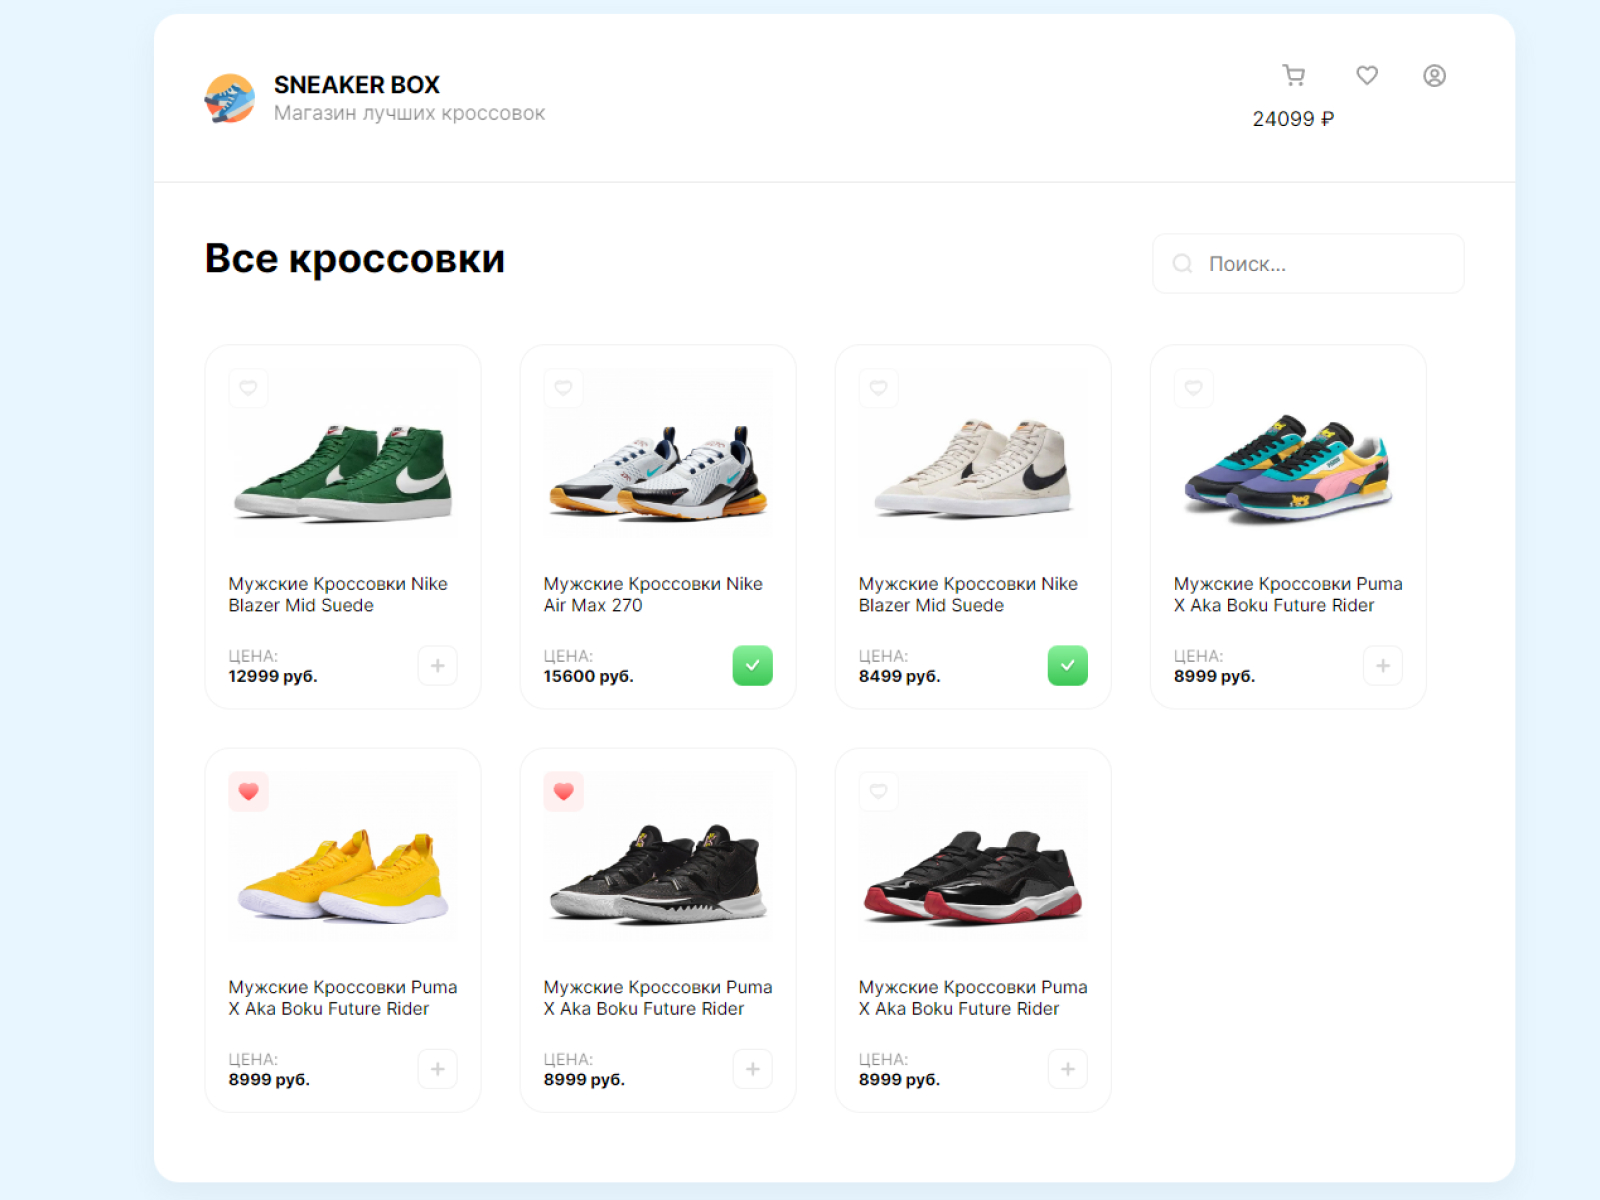 SNEAKER BOX
Магазин лучших кроссовок
24099 ₽
Все кроссовки
Поиск...
Мужские Кроссовки Nike
Blazer Mid Suede
ЦЕНА:
12999 руб.
Мужские Кроссовки Nike
Air Max 270
ЦЕНА:
15600 руб.
Мужские Кроссовки Nike
Blazer Mid Suede
ЦЕНА:
8499 руб.
Мужские Кроссовки Puma
X Aka Boku Future Rider
ЦЕНА:
8999 руб.
Мужские Кроссовки Puma
X Aka Boku Future Rider
ЦЕНА:
8999 руб.
Мужские Кроссовки Puma
X Aka Boku Future Rider
ЦЕНА:
8999 руб.
Мужские Кроссовки Puma
X Aka Boku Future Rider
ЦЕНА:
8999 руб.